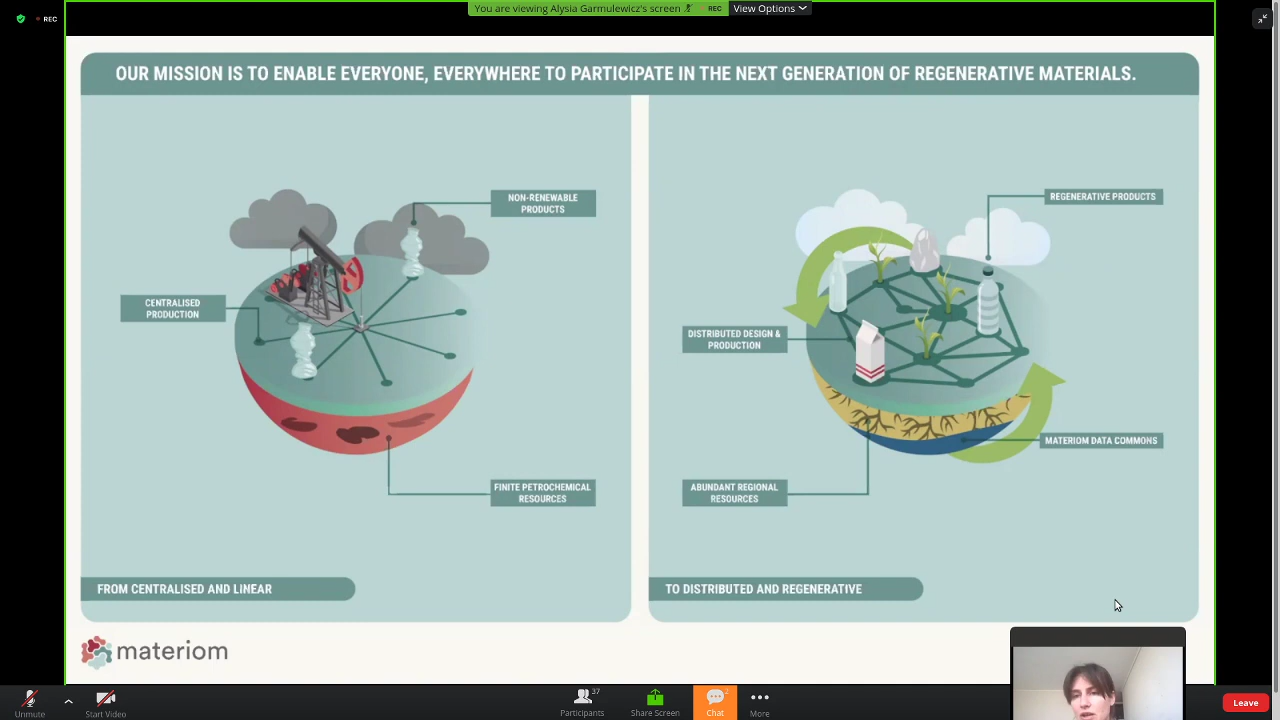 You are viewing Alysia Garmulewicz's screen
REC
View Options
REC
OUR MISSION IS TO ENABLE EVERYONE, EVERYWHERE TO PARTICIPATE IN THE NEXT GENERATION OF REGENERATIVE MATERIALS.
NON-RENEWABLE
PRODUCTS
CENTRALISED
PRODUCTION
FINITE PETROCHEMICAL
RESOURCES
FROM CENTRALISED AND LINEAR
REGENERATIVE PRODUCTS
DISTRIBUTED DESIGN &
PRODUCTION
MATERIOM DATA COMMONS
ABUNDANT REGIONAL
RESOURCES
TO DISTRIBUTED AND REGENERATIVE
materiom
Unmute
Start Video
Participants
37
Share Screen
Chat
More
Leave